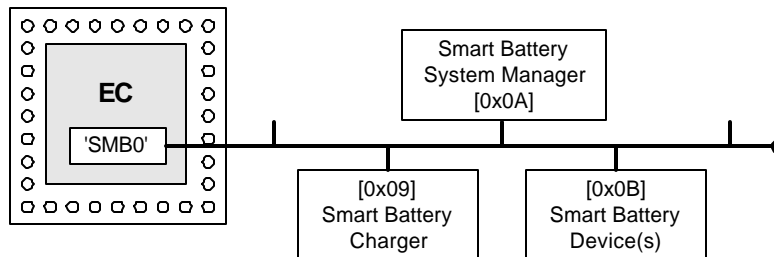 EC
'SMB0'
Smart Battery
System Manager
[0x0A]
[0x09]
Smart Battery
Charger
[0x0B]
Smart Battery
Device(s)